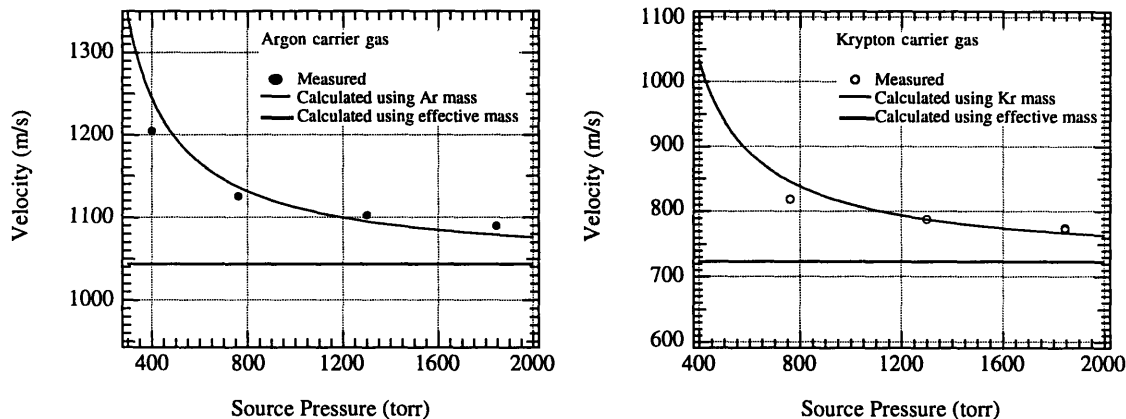 Argon carrier gas
Measured
Calculated using Ar mass
Calculated using effective mass
Velocity (m/s)
1300
1200
1100
1000
400
800
1200
1600
2000
Source Pressure (torr)
Krypton carrier gas
Measured
Calculated using Kr mass
Calculated using effective mass
Velocity (m/s)
1100
1000
900
800
700
600
400
800
1200
1600
2000
Source Pressure (torr)